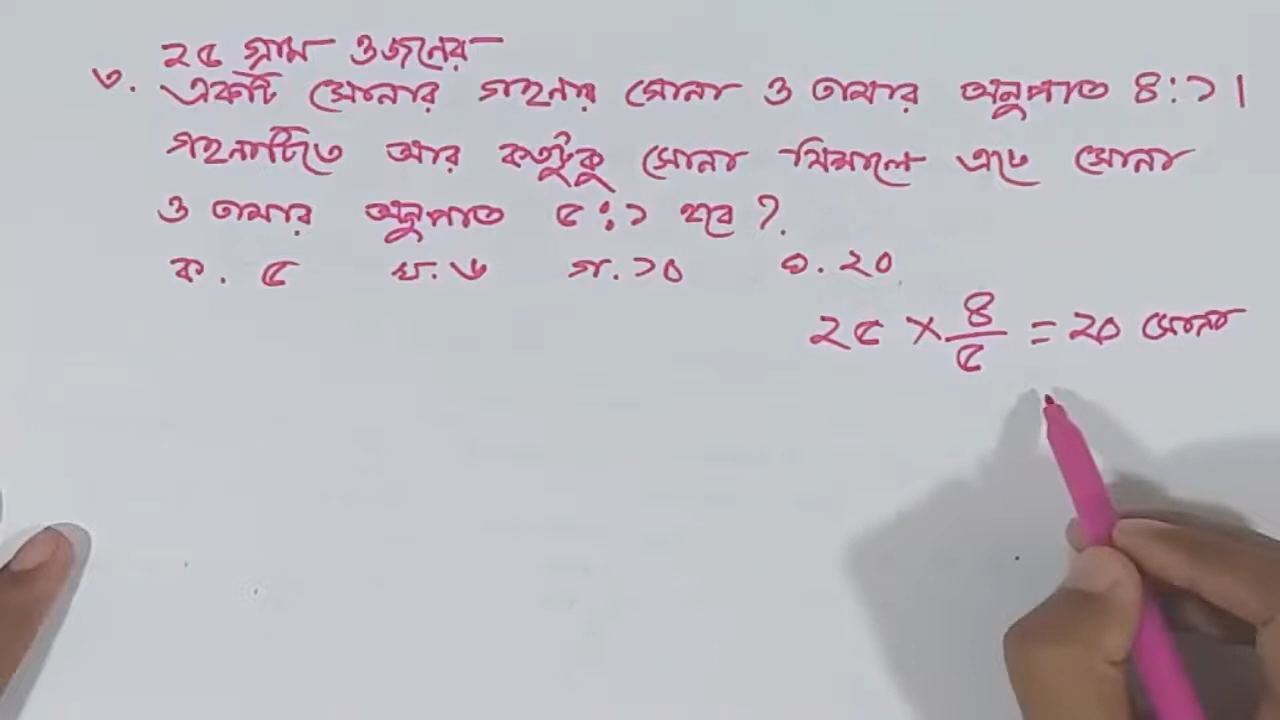 ২৫ গ্রাম ওজনের
৩. একটি সোনার গহনায় সোনা ও তামার অনুপাত ৪:১।
গহনাটিতে আর কতটুকু সোনা মিশালে এতে সোনা
ও তামার অনুপাত ৫:১ হবে?
ক. ৫ খ. ৬ গ. ১০ ঘ. ২০
২৫ × ৪/৫ = ২০ সোনা